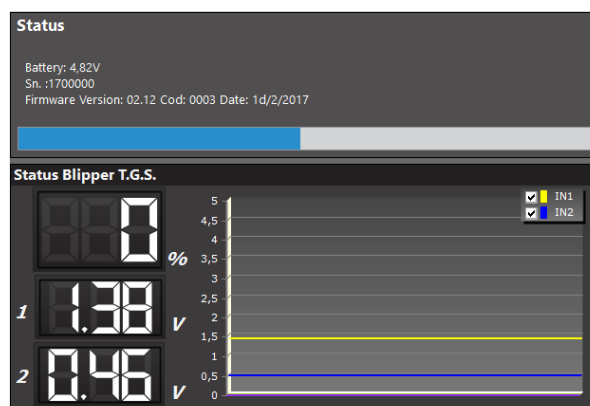 Status
Battery: 4,82V
Sn. :1700000
Firmware Version: 02.12 Cod: 0003 Date: 1d/2/2017
Status Blipper T.G.S.
0 %
1 1.38 V
2 0.46 V
5
4,5
4
3,5
3
2,5
2
1,5
1
0,5
0
IN1
IN2